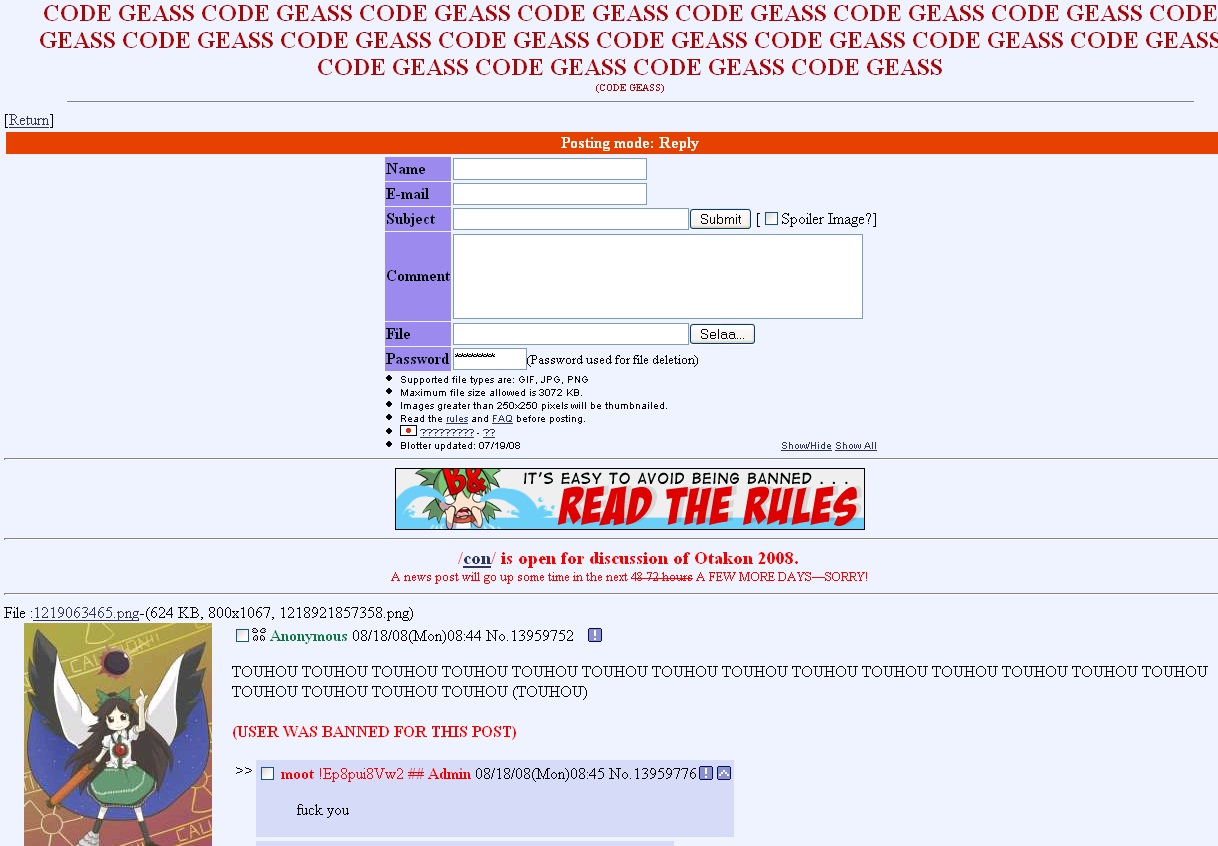 CODE GEASS CODE GEASS CODE GEASS CODE GEASS CODE GEASS CODE GEASS CODE GEASS CODE
GEASS CODE GEASS CODE GEASS CODE GEASS CODE GEASS CODE GEASS CODE GEASS CODE GEASS
CODE GEASS CODE GEASS CODE GEASS CODE GEASS
(CODE GEASS)
[Return]
Posting mode: Reply
Name
E-mail
Subject Submit [ Spoiler Image?]
Comment
File Selaa...
Password ******** (Password used for file deletion)
Supported file types are: GIF, JPG, PNG
Maximum file size allowed is 3072 KB.
Images greater than 250x250 pixels will be thumbnailed.
Read the rules and FAQ before posting.
????????? - ??
Blotter updated: 07/19/08 Show/Hide Show All
B&
IT'S EASY TO AVOID BEING BANNED . . .
READ THE RULES
/con/ is open for discussion of Otakon 2008.
A news post will go up some time in the next 48 72 hours A FEW MORE DAYS—SORRY!
File :1219063465.png-(624 KB, 800x1067, 1218921857358.png)
Anonymous 08/18/08(Mon)08:44 No.13959752
TOUHOU TOUHOU TOUHOU TOUHOU TOUHOU TOUHOU TOUHOU TOUHOU TOUHOU TOUHOU TOUHOU TOUHOU TOUHOU TOUHOU
TOUHOU TOUHOU TOUHOU TOUHOU (TOUHOU)
(USER WAS BANNED FOR THIS POST)
>> moot !Ep8pui8Vw2 ## Admin 08/18/08(Mon)08:45 No.13959776
fuck you